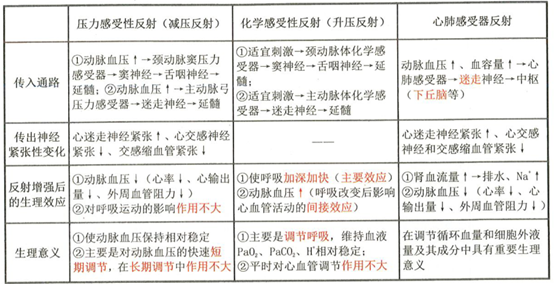 压力感受性反射（减压反射）
化学感受性反射（升压反射）
心肺感受器反射
传入通路
①动脉血压↑→颈动脉窦压力
感受器→窦神经→舌咽神经→
延髓；②动脉血压↑→主动脉弓
压力感受器→迷走神经→延髓
①适宜刺激→颈动脉体化学感
受器→窦神经→舌咽神经→延
髓；
②适宜刺激→主动脉体化学感
受器→迷走神经→延髓
动脉血压↑、血容量↑→心
肺感受器→迷走神经→中枢
（下丘脑等）
传出神经
紧张性变化
心迷走神经紧张↑、心交感神经
紧张↓、交感缩血管紧张↓
——
心迷走神经紧张↑、心交感神
经和交感缩血管紧张↓
反射增强后
的生理效应
①动脉血压↓（心率↓、心输出
量↓、外周血管阻力↓）
②对呼吸运动的影响作用不大
①使呼吸加深加快（主要效应）
②动脉血压↑（呼吸改变后影响
心血管活动的间接效应）
①肾血流量↑→排水、Na⁺↑
②动脉血压↓（心率↓、心
输出量↓、外周血管阻力↓）
生理意义
①使动脉血压保持相对稳定
②主要是对动脉血压的快速短
期调节，在长期调节中作用不大
①主要是调节呼吸，维持血液
PaO₂、PaCO₂、H⁺相对稳定；
②平时对心血管调节作用不大
在调节循环血量和细胞外液
量及其成分中具有重要生理
意义